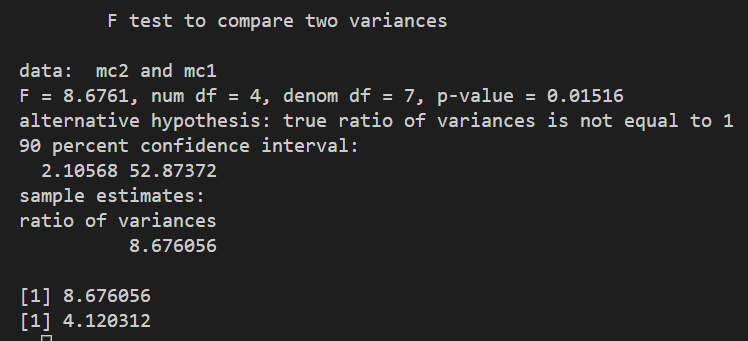 F test to compare two variances
data:  mc2 and mc1
F = 8.6761, num df = 4, denom df = 7, p-value = 0.01516
alternative hypothesis: true ratio of variances is not equal to 1
90 percent confidence interval:
2.10568 52.87372
sample estimates:
ratio of variances
8.676056
[1] 8.676056
[1] 4.120312